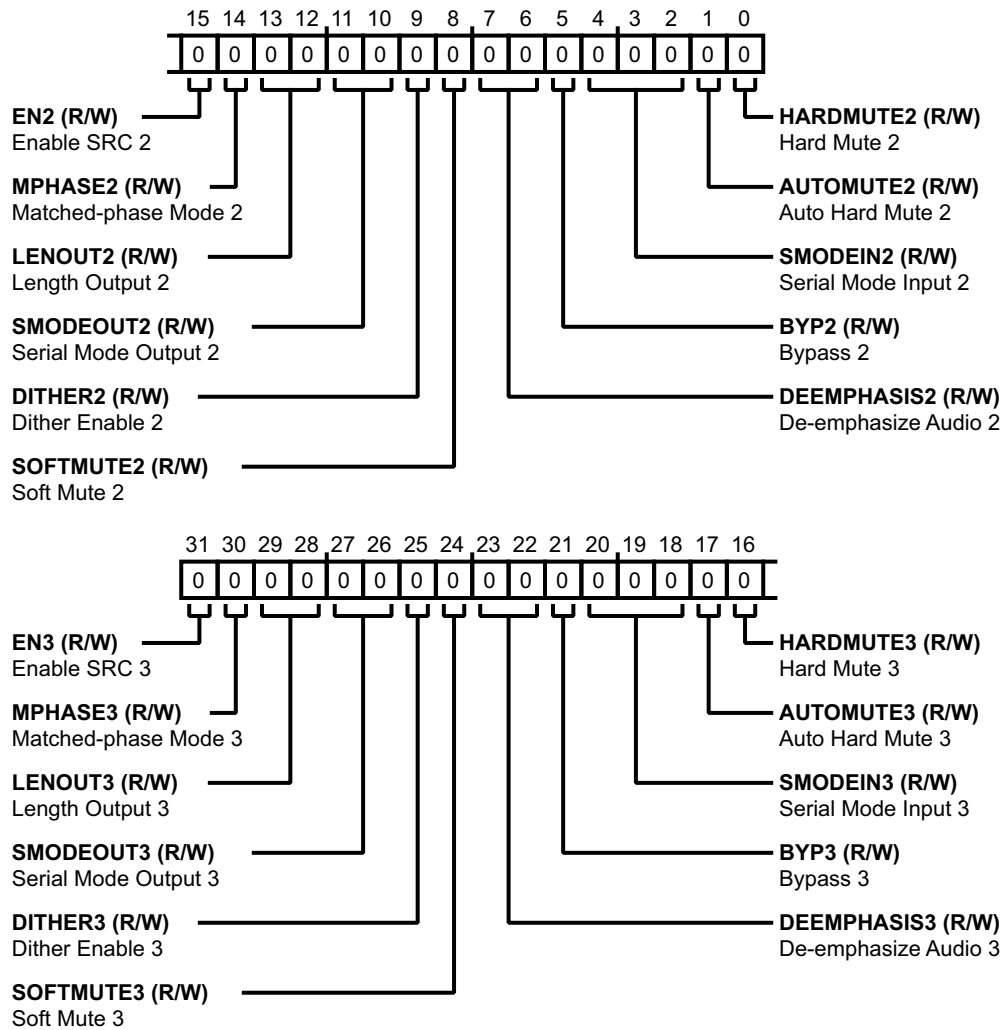 15 14 13 12 11 10 9 8 7 6 5 4 3 2 1 0
0 0 0 0 0 0 0 0 0 0 0 0 0 0 0 0
EN2 (R/W)
Enable SRC 2
MPHASE2 (R/W)
Matched-phase Mode 2
LENOUT2 (R/W)
Length Output 2
SMODEOUT2 (R/W)
Serial Mode Output 2
DITHER2 (R/W)
Dither Enable 2
SOFTMUTE2 (R/W)
Soft Mute 2
HARDMUTE2 (R/W)
Hard Mute 2
AUTOMUTE2 (R/W)
Auto Hard Mute 2
SMODEIN2 (R/W)
Serial Mode Input 2
BYP2 (R/W)
Bypass 2
DEEMPHASIS2 (R/W)
De-emphasize Audio 2
31 30 29 28 27 26 25 24 23 22 21 20 19 18 17 16
0 0 0 0 0 0 0 0 0 0 0 0 0 0 0 0
EN3 (R/W)
Enable SRC 3
MPHASE3 (R/W)
Matched-phase Mode 3
LENOUT3 (R/W)
Length Output 3
SMODEOUT3 (R/W)
Serial Mode Output 3
DITHER3 (R/W)
Dither Enable 3
SOFTMUTE3 (R/W)
Soft Mute 3
HARDMUTE3 (R/W)
Hard Mute 3
AUTOMUTE3 (R/W)
Auto Hard Mute 3
SMODEIN3 (R/W)
Serial Mode Input 3
BYP3 (R/W)
Bypass 3
DEEMPHASIS3 (R/W)
De-emphasize Audio 3